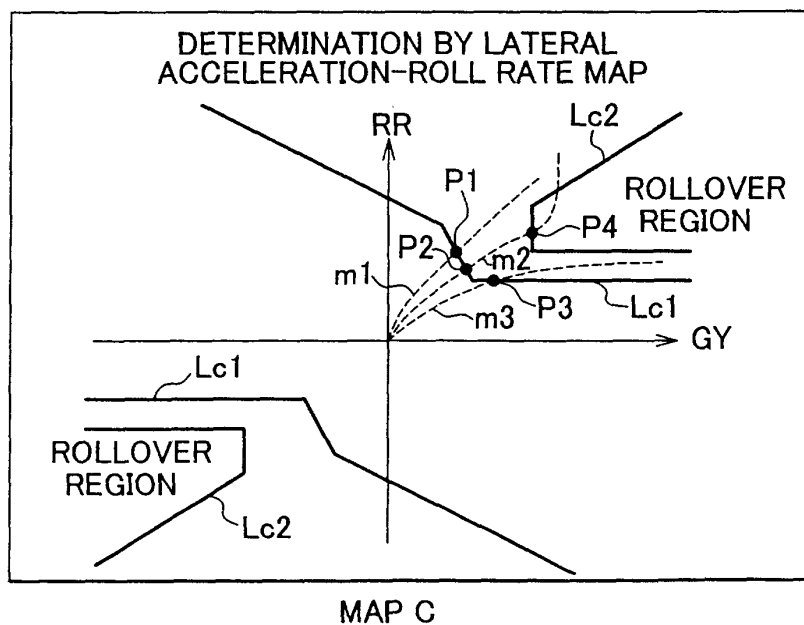 DETERMINATION BY LATERAL
ACCELERATION-ROLL RATE MAP
RR
Lc2
P1
ROLLOVER
REGION
P4
P2
m2
m1
P3
Lc1
m3
GY
Lc1
ROLLOVER
REGION
Lc2
MAP C